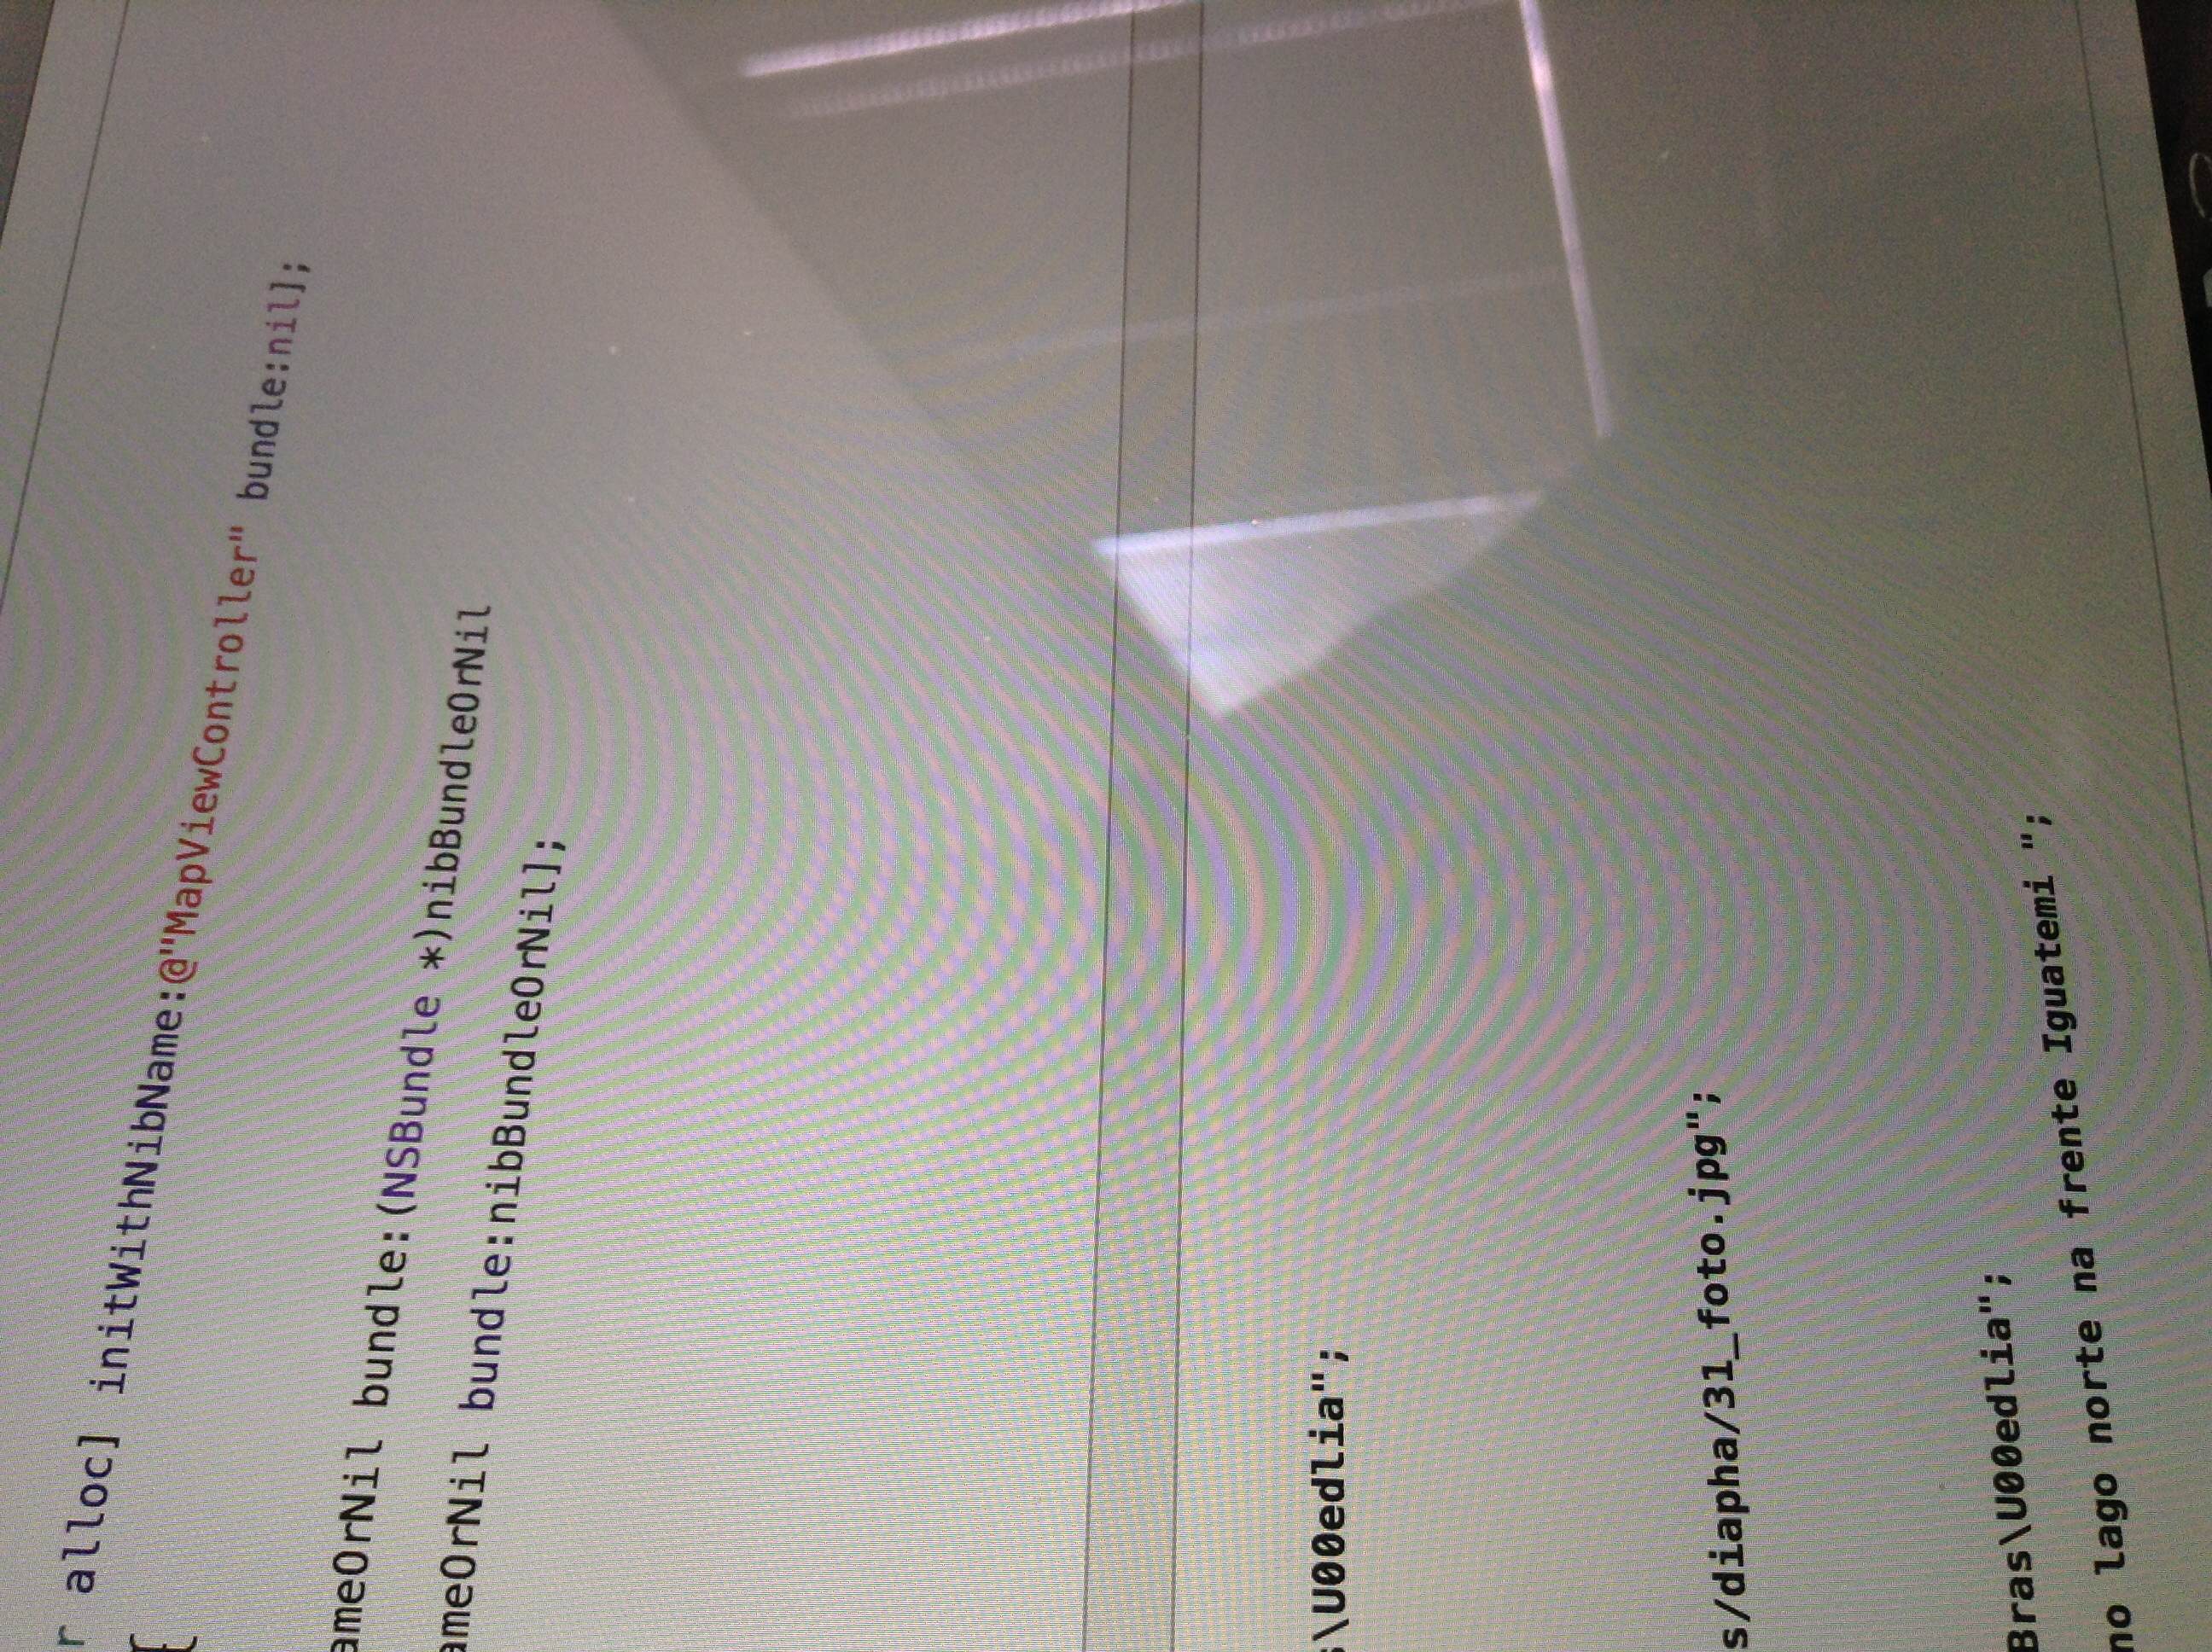 r alloc] initWithNibName:@"MapViewController" bundle:nil];
{
ameOrNil bundle:(NSBundle *)nibBundleOrNil
ameOrNil bundle:nibBundleOrNil];
s\U00edlia";
s/diapha/31_foto.jpg";
Bras\U00edlia";
no lago norte na frente Iguatemi ";